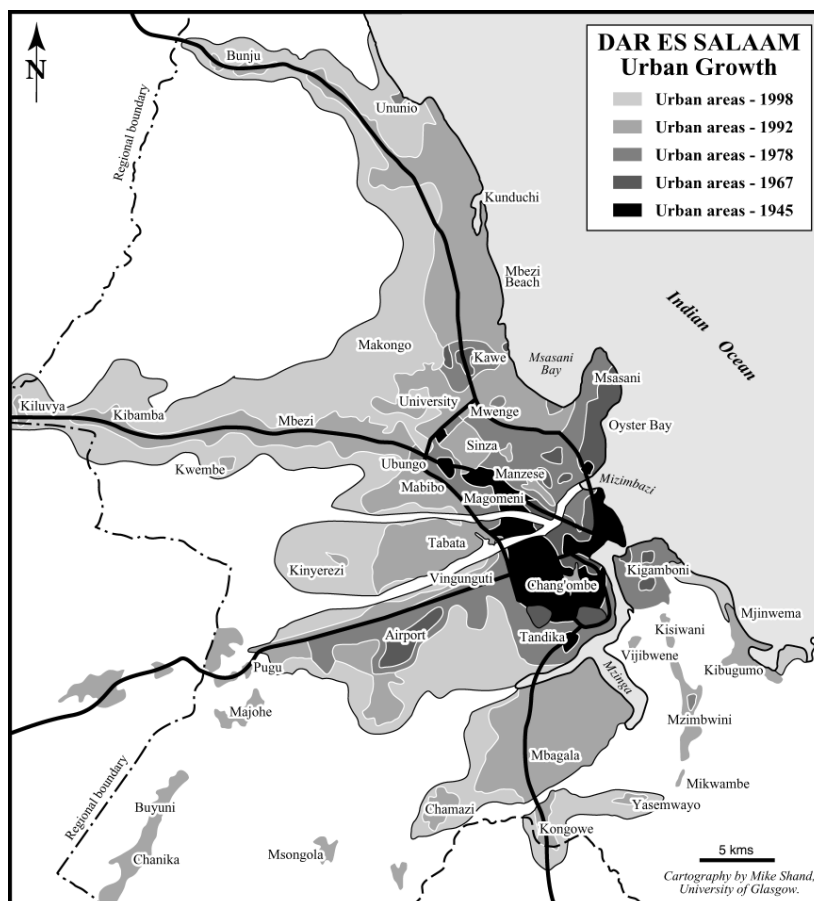 DAR ES SALAAM
Urban Growth
Urban areas - 1998
Urban areas - 1992
Urban areas - 1978
Urban areas - 1967
Urban areas - 1945
N
Bunju
Regional boundary
Ununio
Kunduchi
Mbezi
Beach
Indian Ocean
Makongo
Kawe
Msasani
Bay
Msasani
Kiluvya
Kibamba
Mbezi
University
Mwenge
Oyster Bay
Sinza
Kwembe
Ubungo
Manzese
Mizimbazi
Mabibo
Magomeni
Tabata
Kinyerezi
Vingunguti
Chang'ombe
Kigamboni
Mjinwema
Airport
Tandika
Kisiwani
Vijibwene
Kibugumo
Pugu
Mzinga
Majohe
Mzimbwini
Mbagala
Mikwambe
Regional boundary
Buyuni
Chamazi
Yasemwayo
Kongowe
Chanika
Msongola
5 kms
Cartography by Mike Shand,
University of Glasgow.